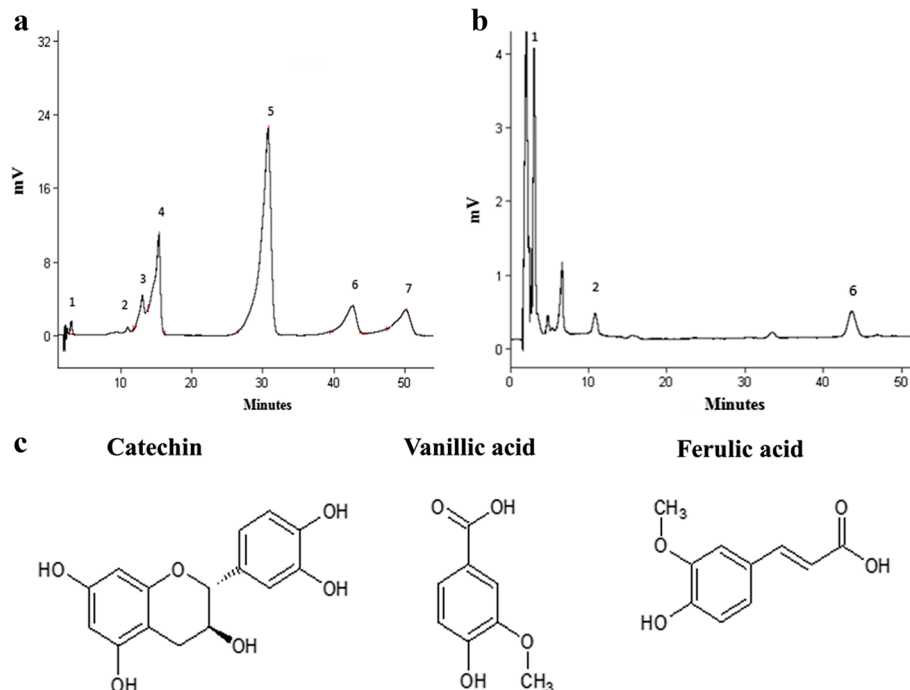 a
32
24
16
8
0
mV
1
2
3
4
5
6
7
10
20
30
40
50
Minutes
b
4
3
2
1
0
mV
1
2
6
0
10
20
30
40
50
Minutes
c
Catechin Vanillic acid Ferulic acid
HO
O
OH
OH
OH
OH
O
OH
O
OH
CH3
CH3
O
HO
O
OH